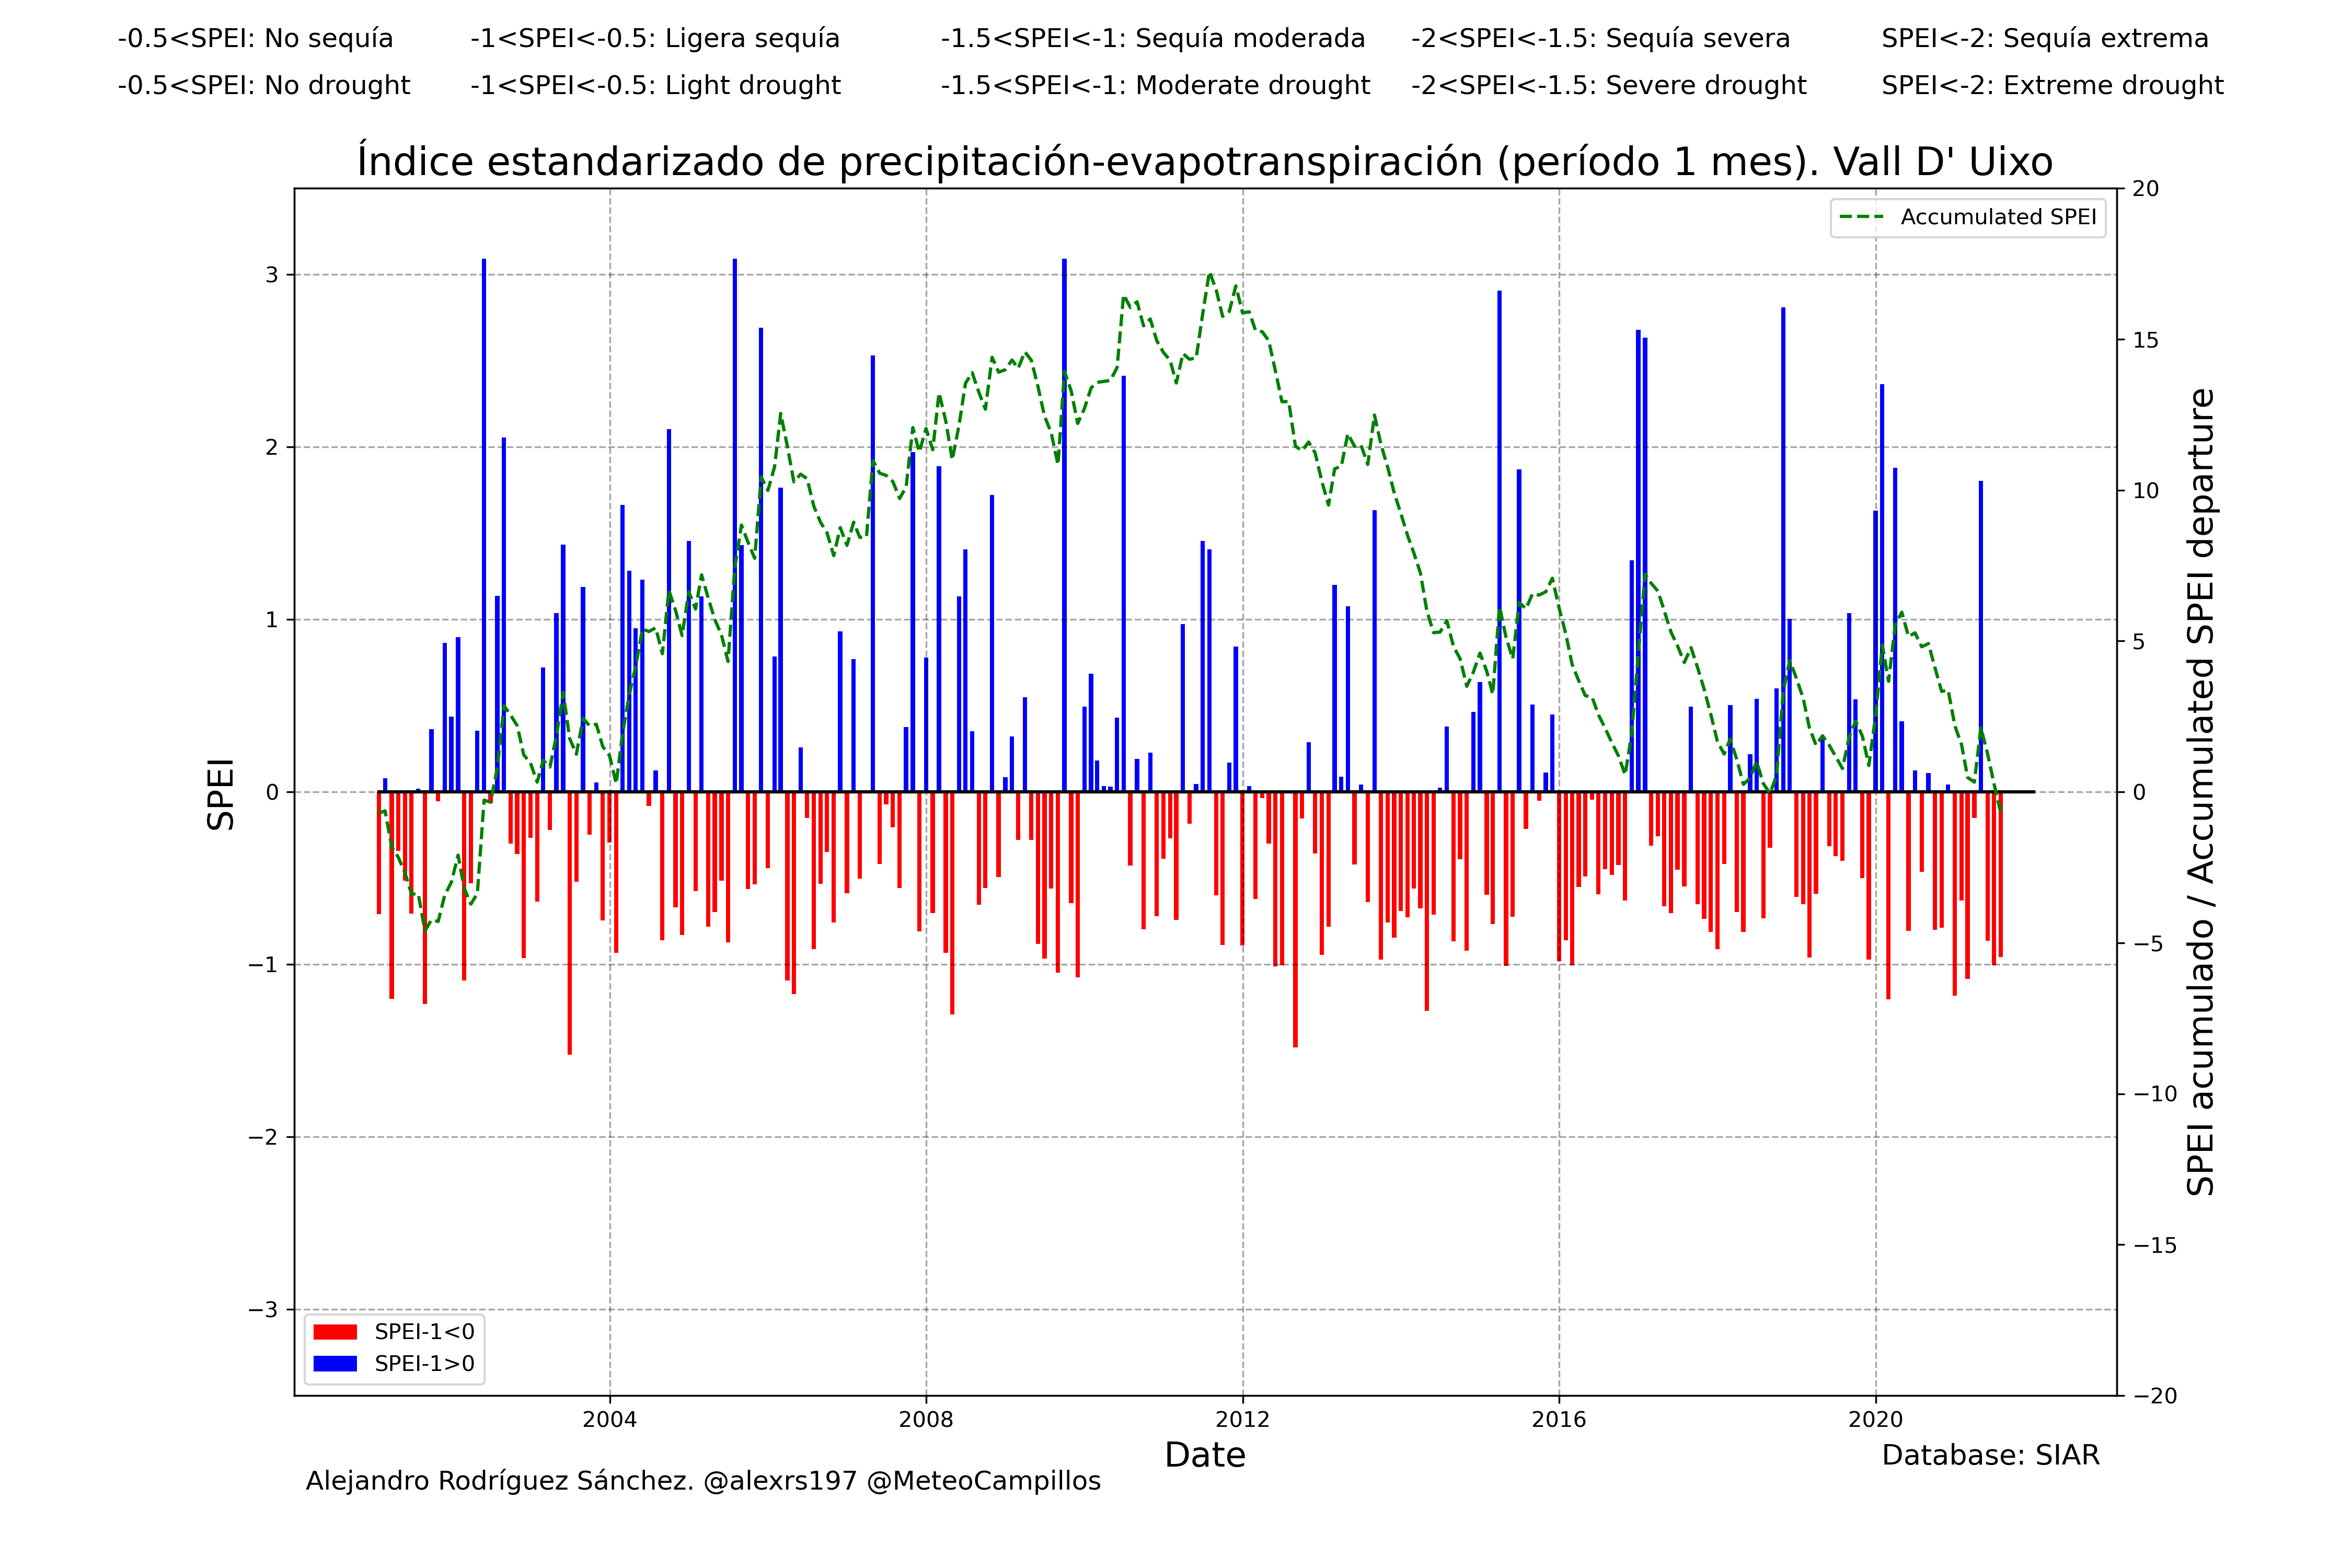 -0.5<SPEI: No sequía -1<SPEI<-0.5: Ligera sequía -1.5<SPEI<-1: Sequía moderada -2<SPEI<-1.5: Sequía severa SPEI<-2: Sequía extrema
-0.5<SPEI: No drought -1<SPEI<-0.5: Light drought -1.5<SPEI<-1: Moderate drought -2<SPEI<-1.5: Severe drought SPEI<-2: Extreme drought
Índice estandarizado de precipitación-evapotranspiración (período 1 mes). Vall D' Uixo
Accumulated SPEI
SPEI
3
2
1
0
−1
−2
−3
20
15
10
5
0
−5
−10
−15
−20
SPEI acumulado / Accumulated SPEI departure
SPEI-1<0
SPEI-1>0
2004 2008 2012 2016 2020
Date
Database: SIAR
Alejandro Rodríguez Sánchez. @alexrs197 @MeteoCampillos